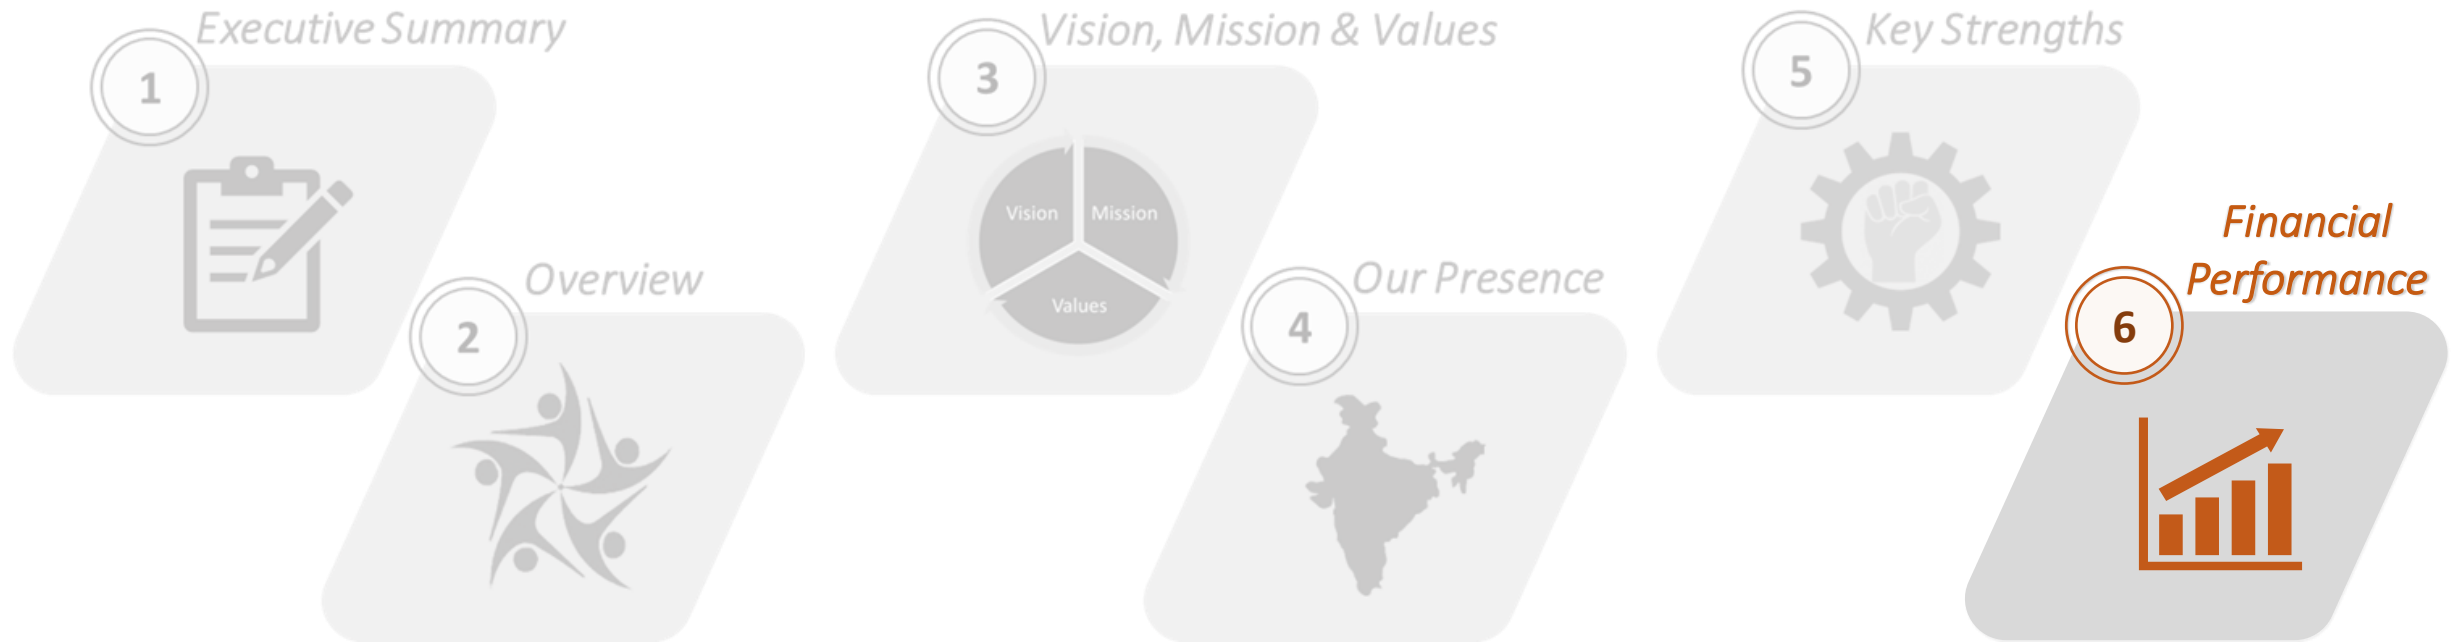 Executive Summary
1
Overview
2
Vision, Mission & Values
3
Vision
Mission
Values
Our Presence
4
Key Strengths
5
Financial
Performance
6